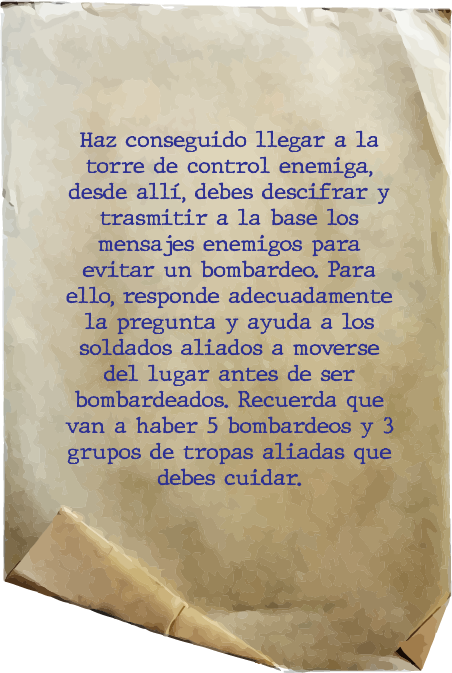 Haz conseguido llegar a la
torre de control enemiga,
desde allí, debes descifrar y
trasmitir a la base los
mensajes enemigos para
evitar un bombardeo. Para
ello, responde adecuadamente
la pregunta y ayuda a los
soldados aliados a moverse
del lugar antes de ser
bombardeados. Recuerda que
van a haber 5 bombardeos y 3
grupos de tropas aliadas que
debes cuidar.